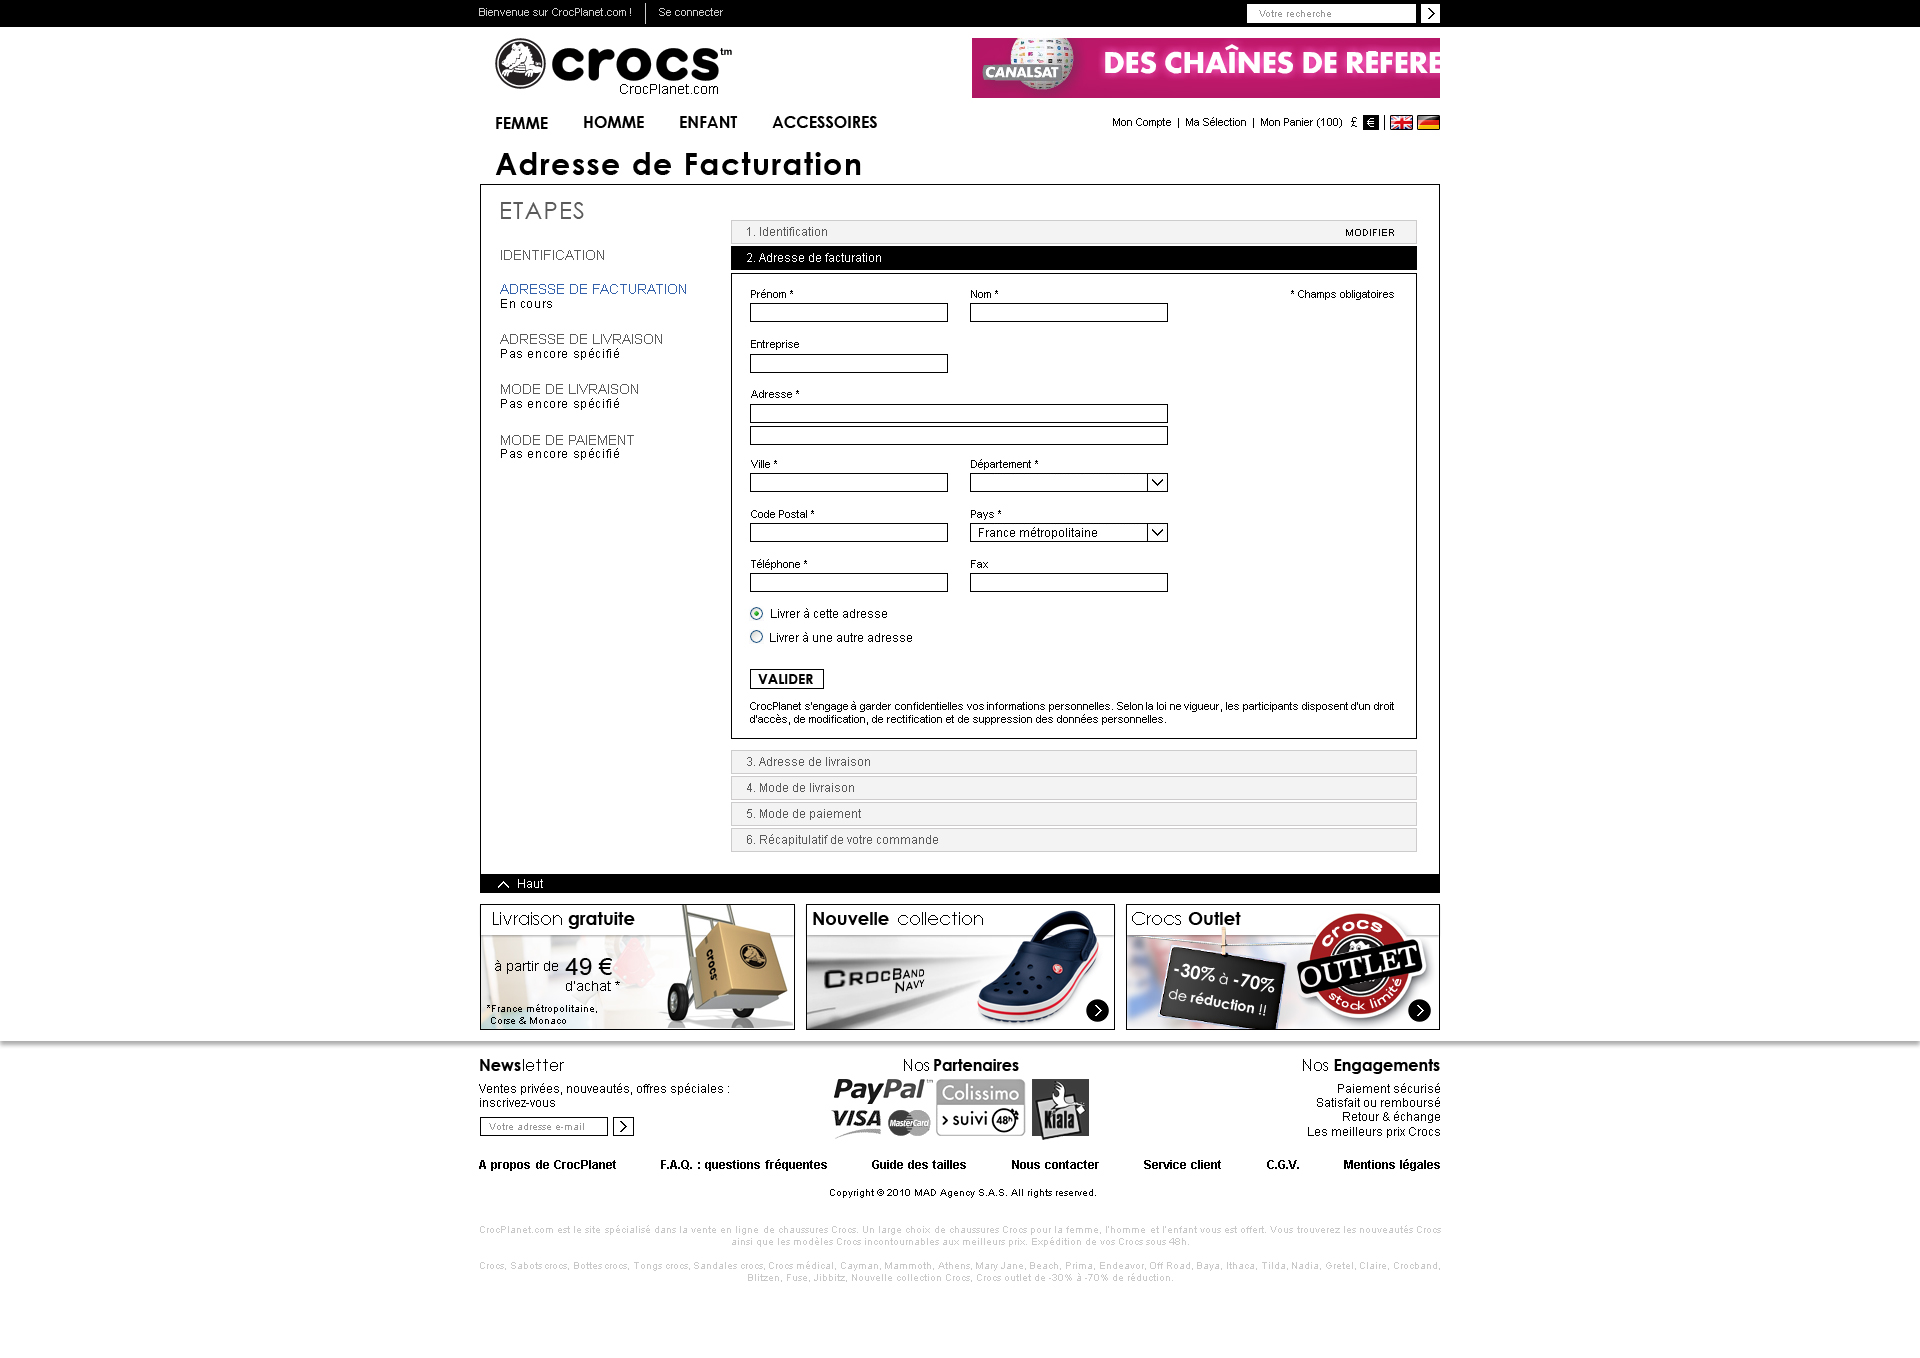 Bienvenue sur CrocPlanet.com !
Se connecter
Votre recherche
crocs™
CrocPlanet.com
CANALSAT
DES CHAÎNES DE RÉFÉRE
FEMME
HOMME
ENFANT
ACCESSOIRES
Mon Compte | Ma Sélection | Mon Panier (100) £ € |
Adresse de Facturation
ETAPES
IDENTIFICATION
ADRESSE DE FACTURATION
En cours
ADRESSE DE LIVRAISON
Pas encore spécifié
MODE DE LIVRAISON
Pas encore spécifié
MODE DE PAIEMENT
Pas encore spécifié
1. Identification
MODIFIER
2. Adresse de facturation
Prénom *
Nom *
* Champs obligatoires
Entreprise
Adresse *
Ville *
Département *
Code Postal *
Pays *
France métropolitaine
Téléphone *
Fax
Livrer à cette adresse
Livrer à une autre adresse
VALIDER
CrocPlanet s'engage à garder confidentielles vos informations personnelles. Selon la loi ne vigueur, les participants disposent d'un droit
d'accès, de modification, de rectification et de suppression des données personnelles.
3. Adresse de livraison
4. Mode de livraison
5. Mode de paiement
6. Récapitulatif de votre commande
Haut
Livraison gratuite
à partir de 49 €
d'achat *
*France métropolitaine,
Corse & Monaco
crocs
Nouvelle collection
CROCBAND
NAVY
Crocs Outlet
-30% à -70%
de réduction !!
crocs
OUTLET
stock limité
Newsletter
Ventes privées, nouveautés, offres spéciales :
inscrivez-vous
Votre adresse e-mail
Nos Partenaires
PayPal™
VISA
MasterCard
Colissimo
> suivi 48h
Kiala
Nos Engagements
Paiement sécurisé
Satisfait ou remboursé
Retour & échange
Les meilleurs prix Crocs
A propos de CrocPlanet
F.A.Q. : questions fréquentes
Guide des tailles
Nous contacter
Service client
C.G.V.
Mentions légales
Copyright © 2010 MAD Agency S.A.S. All rights reserved.
CrocPlanet.com est le site spécialisé dans la vente en ligne de chaussures Crocs. Un large choix de chaussures Crocs pour la femme, l'homme et l'enfant vous est offert. Vous trouverez les nouveautés Crocs
ainsi que les modèles Crocs incontournables aux meilleurs prix. Expédition de vos Crocs sous 48h.
Crocs, Sabots crocs, Bottes crocs, Tongs crocs, Sandales crocs, Crocs médical, Cayman, Mammoth, Athens, Mary Jane, Beach, Prima, Endeavor, Off Road, Baya, Ithaca, Tilda, Nadia, Gretel, Claire, Crocband,
Blitzen, Fuse, Jibbitz, Nouvelle collection Crocs, Crocs outlet de -30% à -70% de réduction.